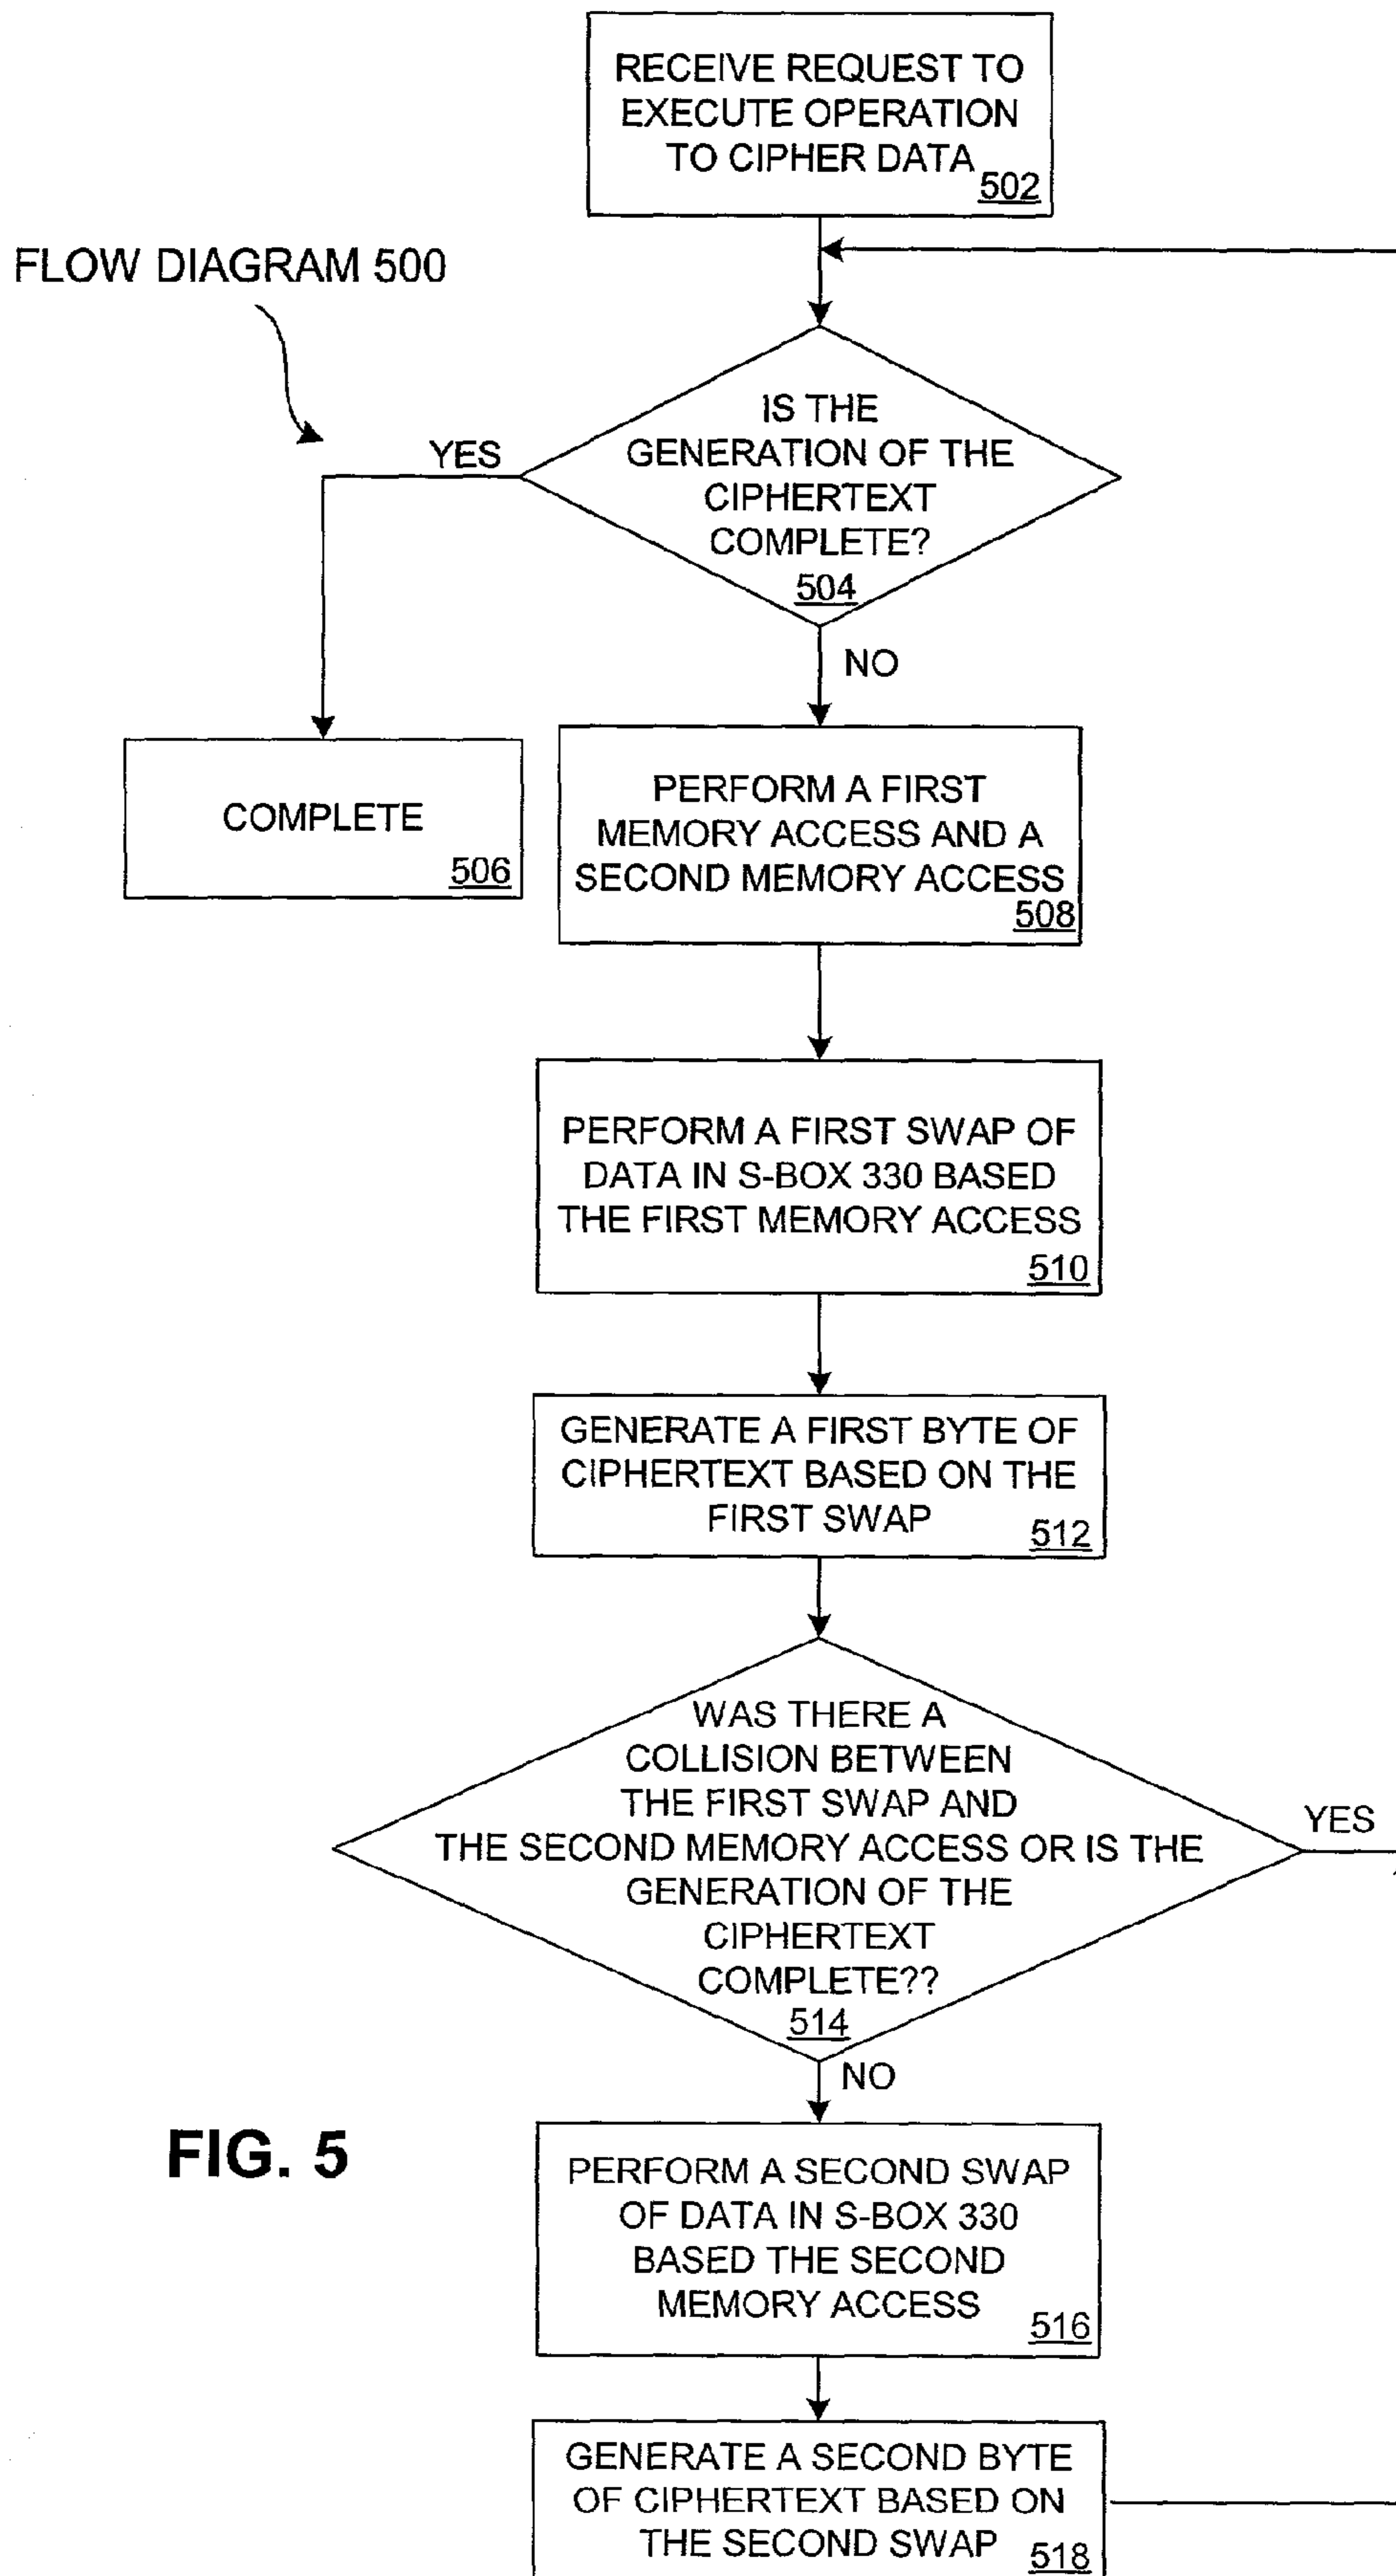 RECEIVE REQUEST TO
EXECUTE OPERATION
TO CIPHER DATA
502
FLOW DIAGRAM 500
IS THE
GENERATION OF THE
CIPHERTEXT
COMPLETE?
504
YES
NO
COMPLETE
506
PERFORM A FIRST
MEMORY ACCESS AND A
SECOND MEMORY ACCESS
508
PERFORM A FIRST SWAP OF
DATA IN S-BOX 330 BASED
THE FIRST MEMORY ACCESS
510
GENERATE A FIRST BYTE OF
CIPHERTEXT BASED ON THE
FIRST SWAP
512
WAS THERE A
COLLISION BETWEEN
THE FIRST SWAP AND
THE SECOND MEMORY ACCESS OR IS THE
GENERATION OF THE
CIPHERTEXT
COMPLETE??
514
YES
NO
FIG. 5
PERFORM A SECOND SWAP
OF DATA IN S-BOX 330
BASED THE SECOND
MEMORY ACCESS
516
GENERATE A SECOND BYTE
OF CIPHERTEXT BASED ON
THE SECOND SWAP
518